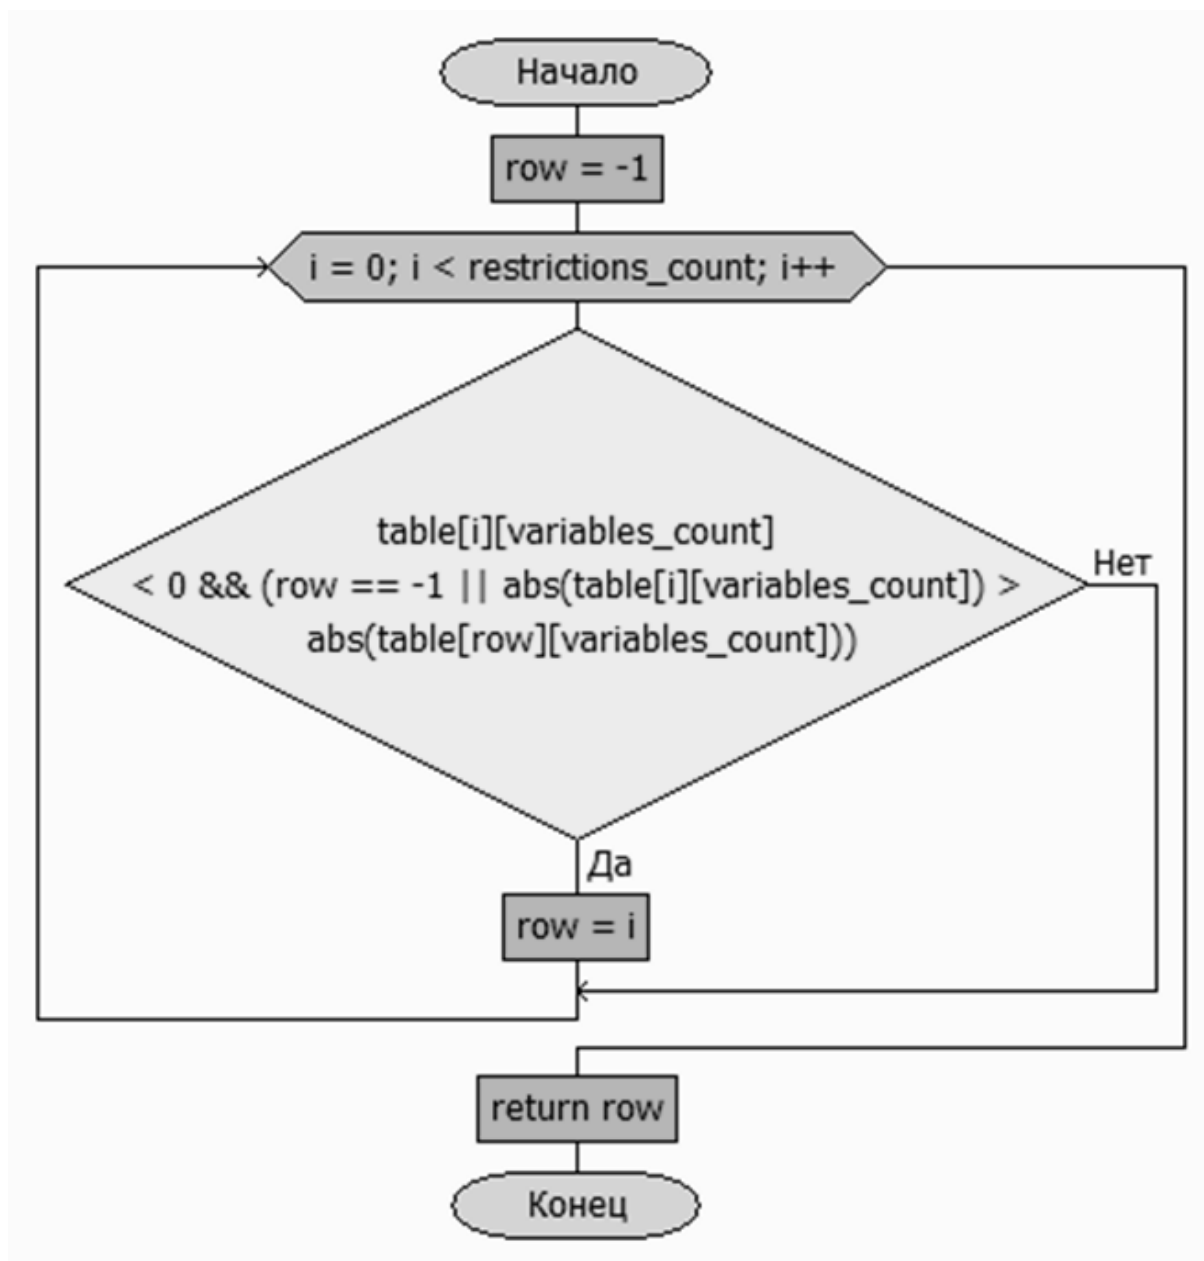 Начало
row = -1
i = 0; i < restrictions_count; i++
table[i][variables_count]
< 0 && (row == -1 || abs(table[i][variables_count]) >
abs(table[row][variables_count]))
Нет
Да
row = i
return row
Конец